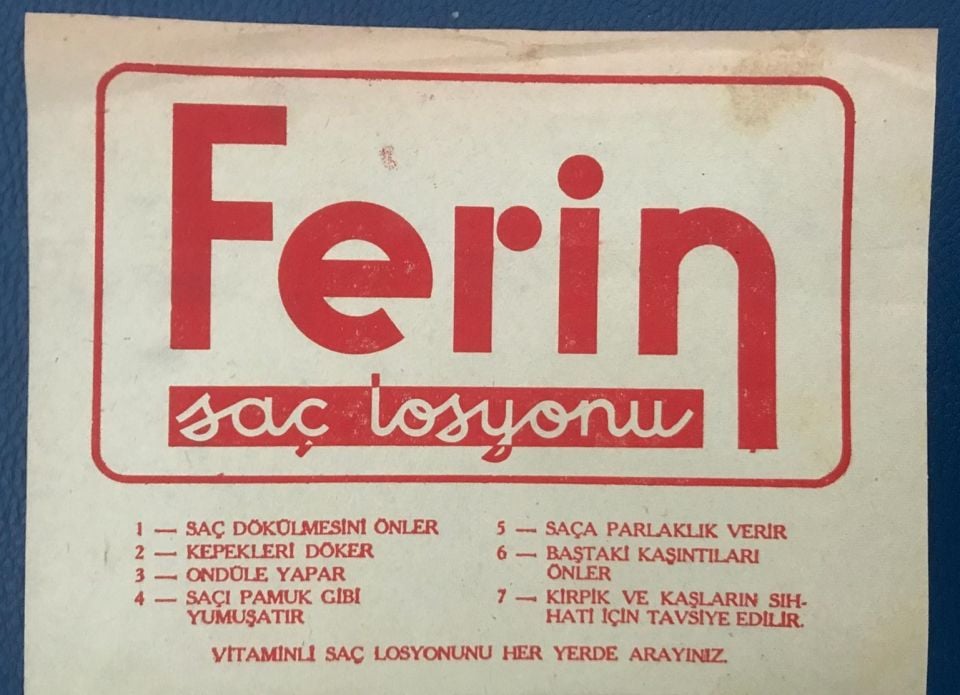 Ferin
saç losyonu
1 — SAÇ DÖKÜLMESİNİ ÖNLER
2 — KEPEKLERİ DÖKER
3 — ONDÜLE YAPAR
4 — SAÇI PAMUK GİBİ
YUMUŞATIR
5 — SAÇA PARLAKLIK VERİR
6 — BAŞTAKİ KAŞINTILARI
ÖNLER
7 — KİRPİK VE KAŞLARIN SIH-
HATİ İÇİN TAVSİYE EDİLİR.
VİTAMİNLİ SAÇ LOSYONUNU HER YERDE ARAYINIZ.